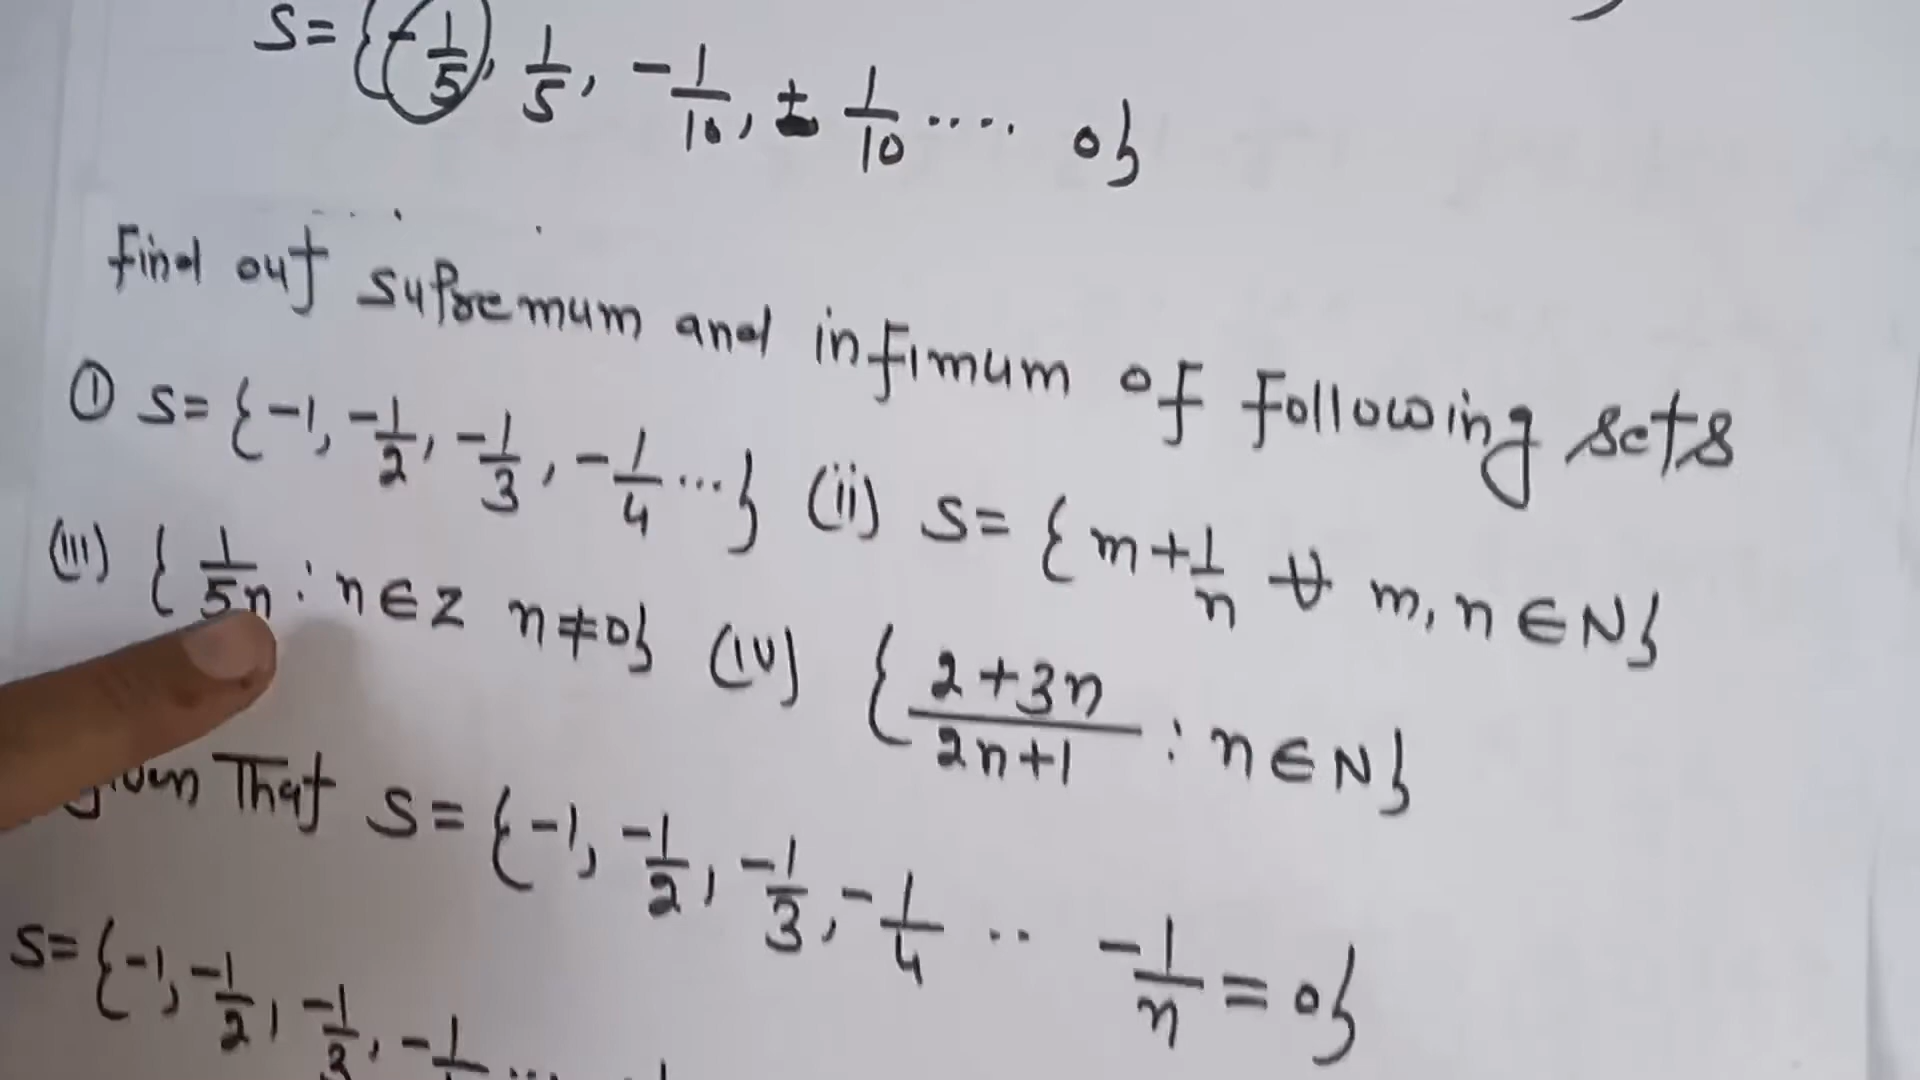 S= {-1/5, 1/5, -1/10, ± 1/10 .... 0}
Find out supremum and infimum of following sets
① S= {-1, -1/2, -1/3, -1/4 ...} (ii) S= {m+1/n ∀ m, n ∈ N}
(iii) {1/5n : n ∈ Z n≠0} (iv) {2+3n/2n+1 : n ∈ N}
That S= {-1, -1/2, -1/3, -1/4 .. -1/n = 0}
S= {-1, -1/2, -1/3, -1